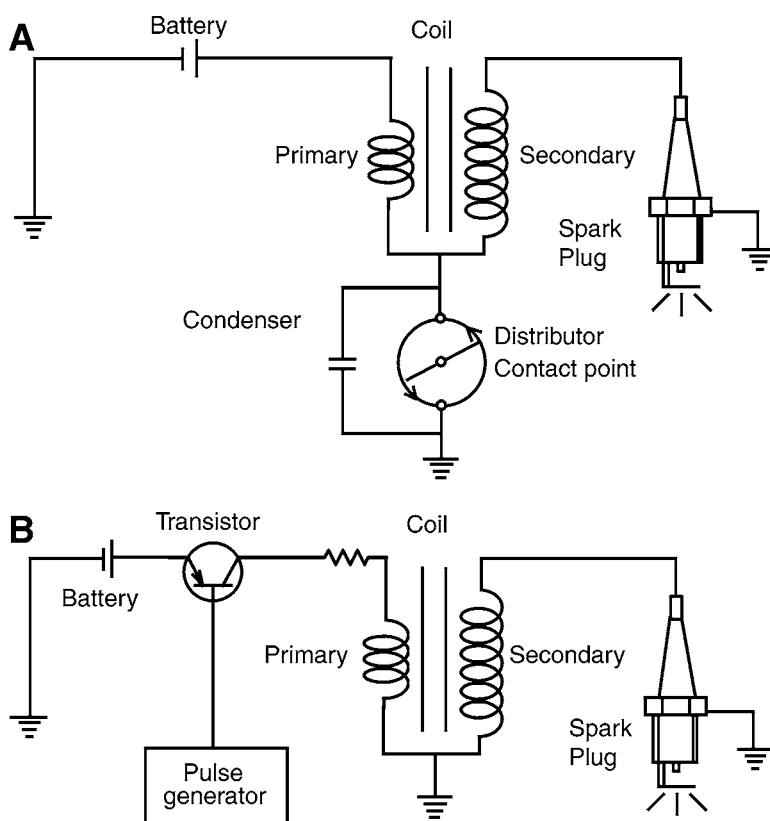 A
Battery
Coil
Primary
Secondary
Spark
Plug
Condenser
Distributor
Contact point
B
Transistor
Coil
Battery
Primary
Secondary
Spark
Plug
Pulse
generator